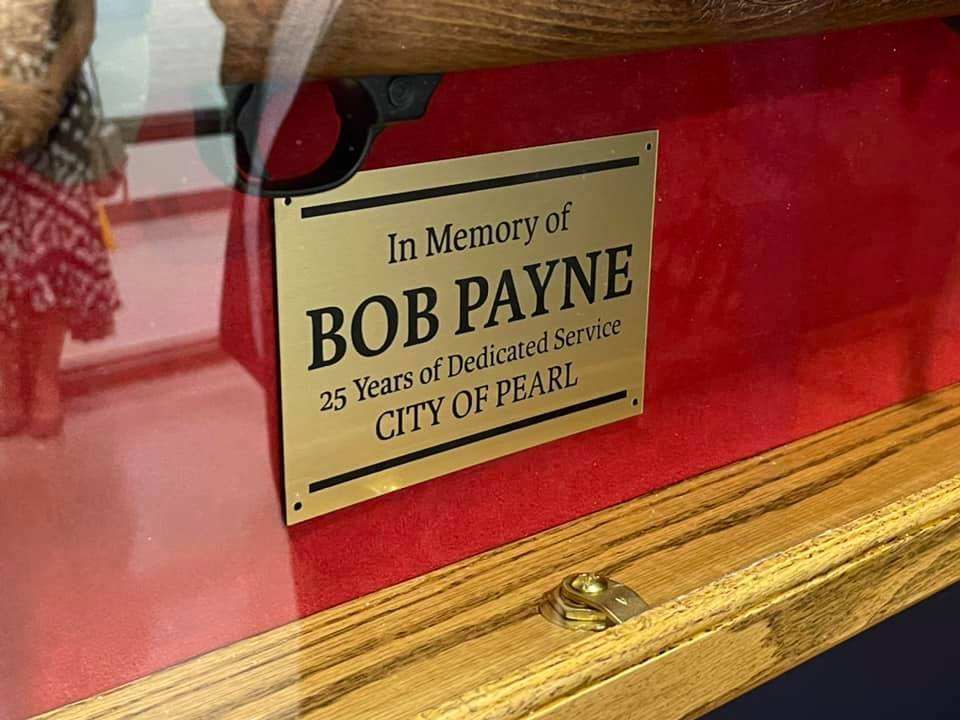 In Memory of
BOB PAYNE
25 Years of Dedicated Service
CITY OF PEARL